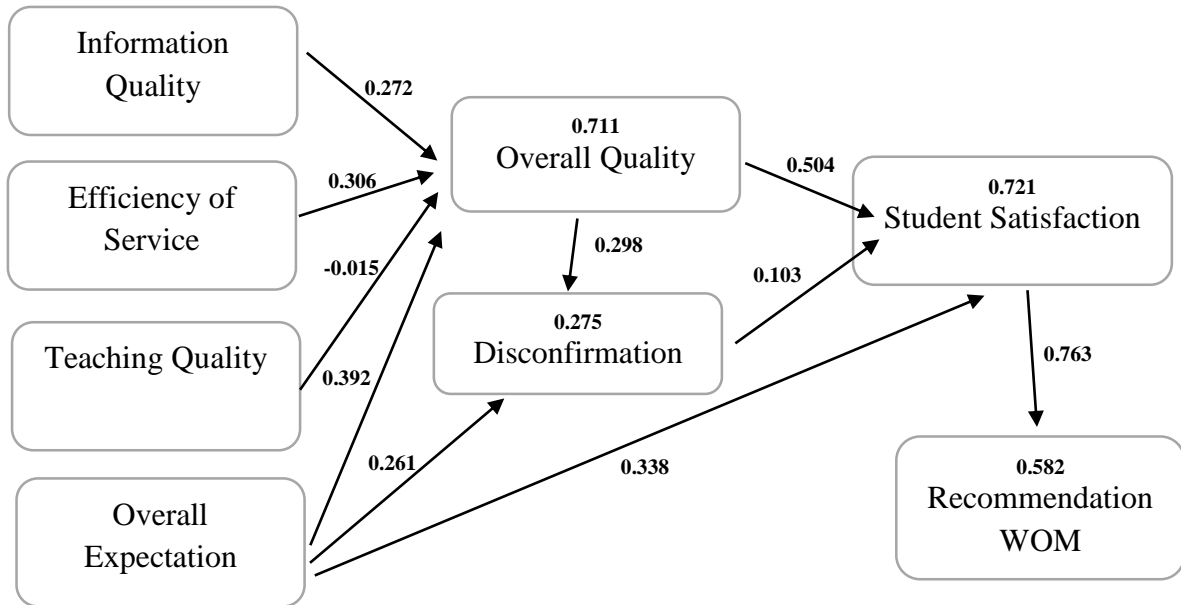 Information
Quality
0.272
0.711
Overall Quality
0.504
Efficiency of
Service
0.306
0.721
Student Satisfaction
-0.015
0.298
0.103
Teaching Quality
0.275
Disconfirmation
0.392
0.763
0.261
0.338
Overall
Expectation
0.582
Recommendation
WOM